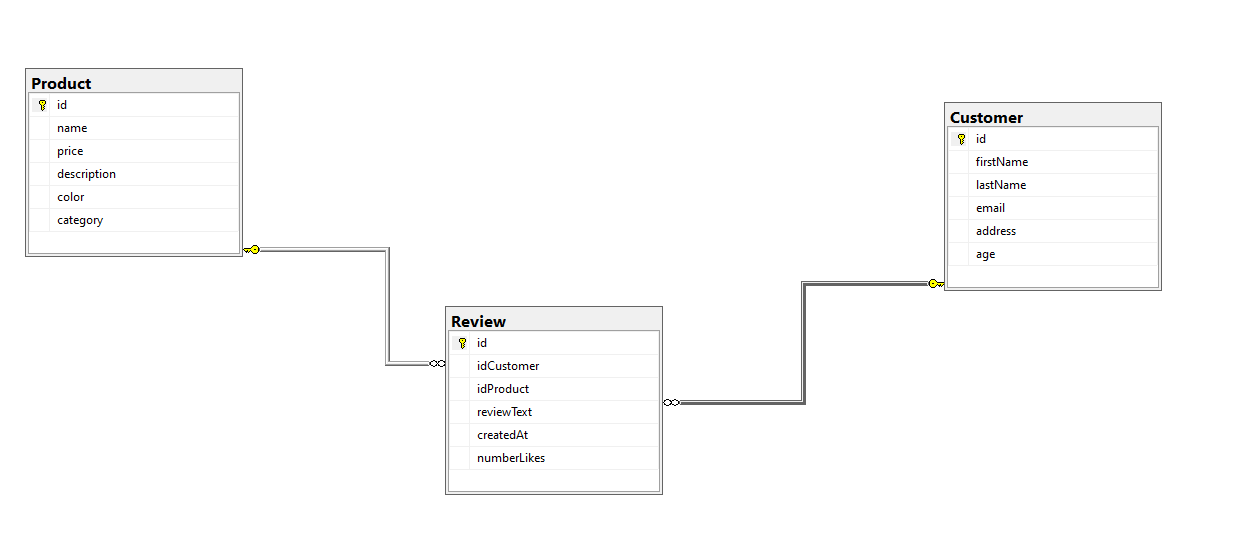 Product
id
name
price
description
color
category
Customer
id
firstName
lastName
email
address
age
Review
id
idCustomer
idProduct
reviewText
createdAt
numberLikes